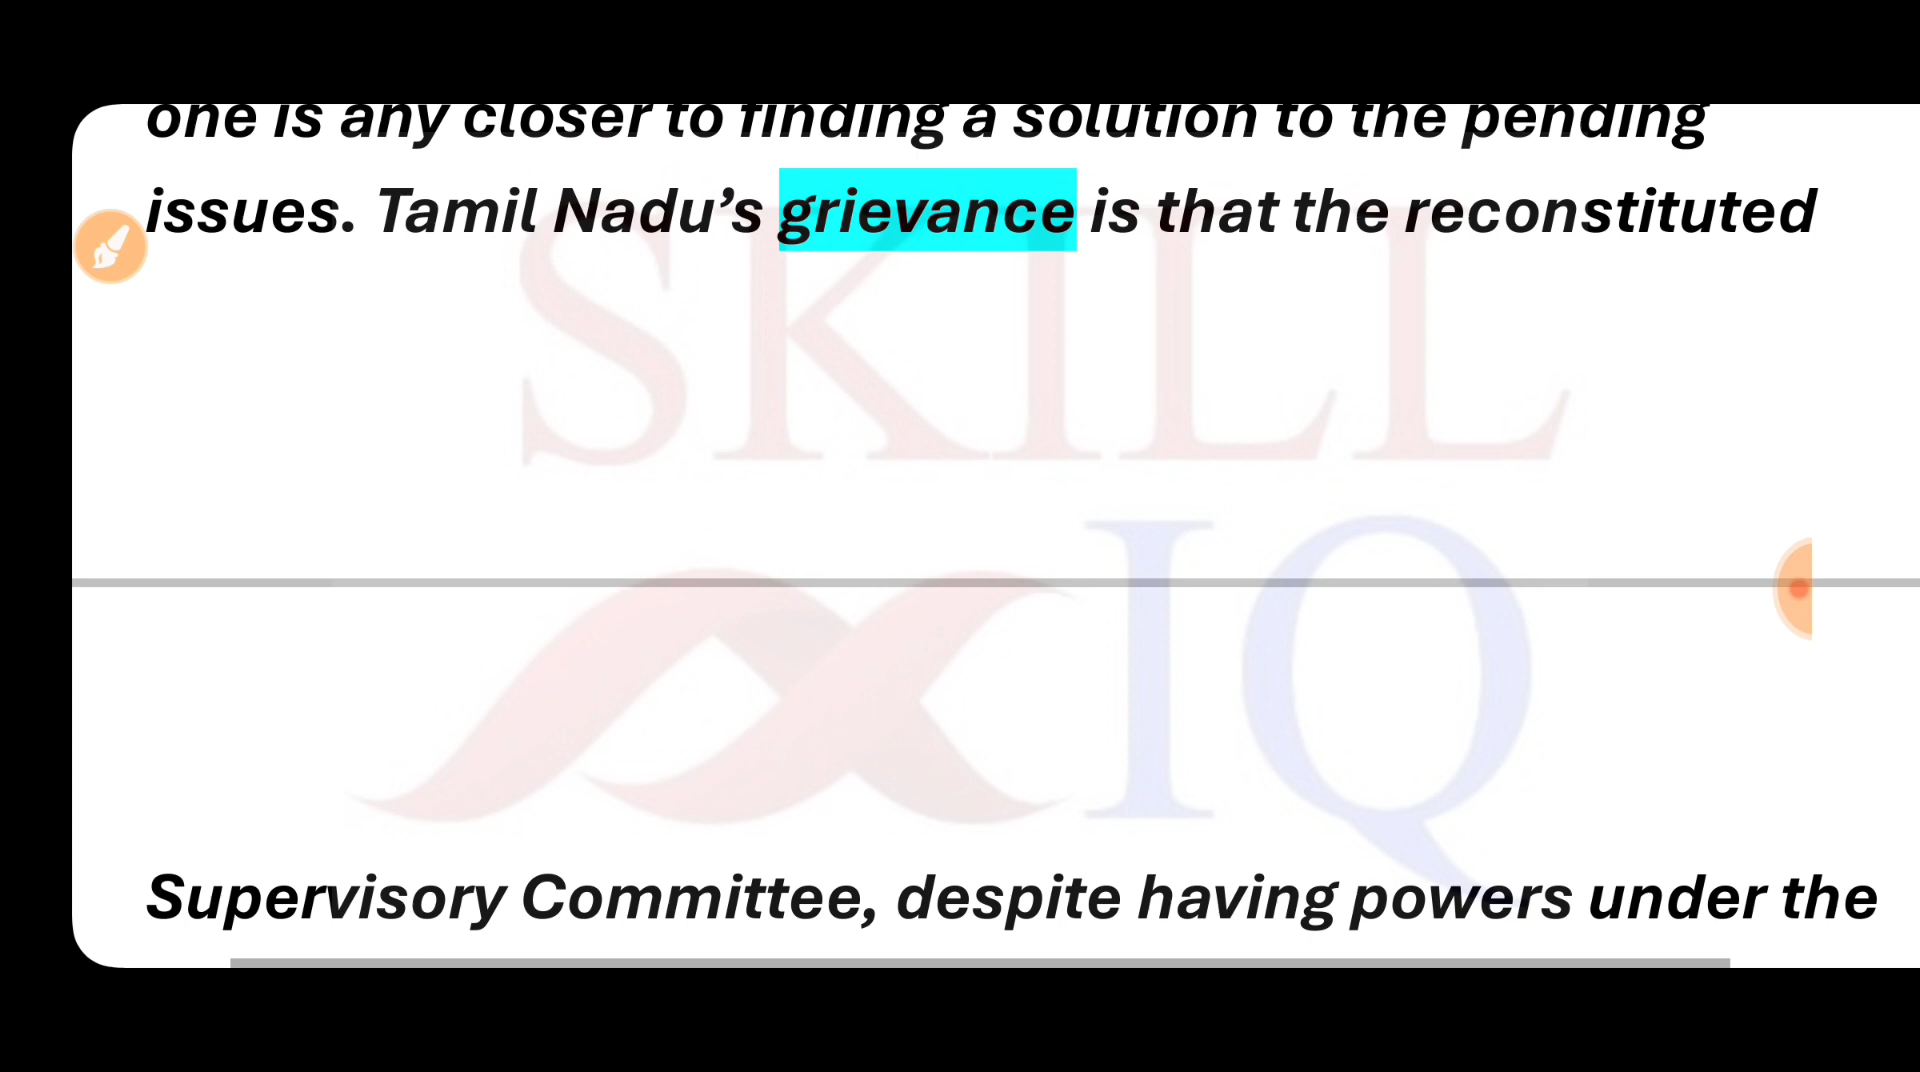 one is any closer to finding a solution to the pending
issues. Tamil Nadu’s grievance is that the reconstituted
SKILL
IQ
Supervisory Committee, despite having powers under the